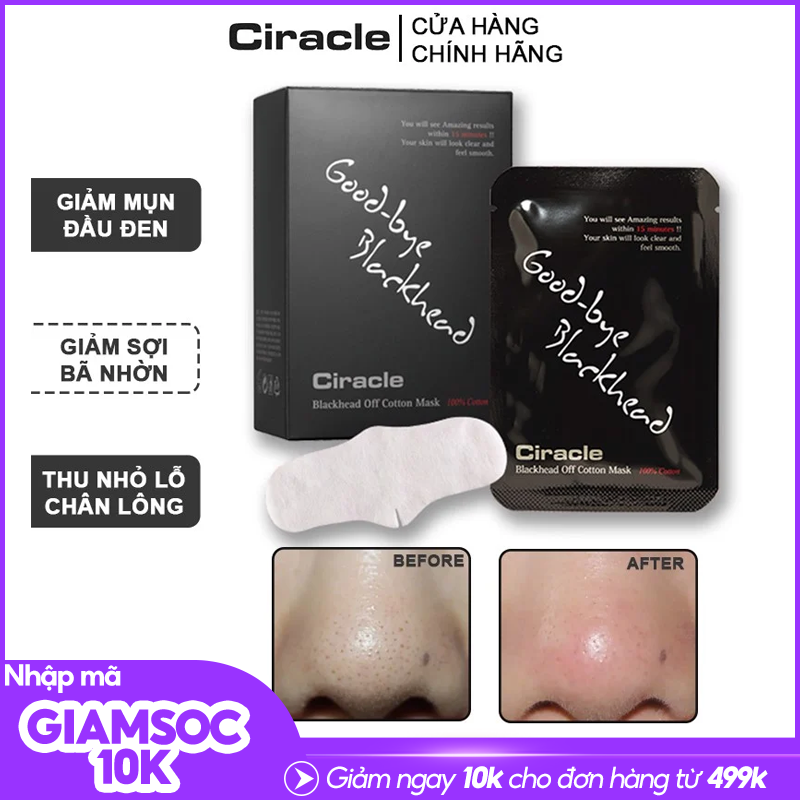 Ciracle
CỬA HÀNG
CHÍNH HÃNG
GIẢM MỤN
ĐẦU ĐEN
GIẢM SỢI
BÃ NHỜN
THU NHỎ LỖ
CHÂN LÔNG
You will see Amazing results
within 15 minutes !!
Your skin will look clear and
feel smooth.
Good-bye
Blackhead
Ciracle
Blackhead Off Cotton Mask 100% Cotton
You will see Amazing results
within 15 minutes !!
Your skin will look clear and
feel smooth.
Good-bye
Blackhead
Ciracle
Blackhead Off Cotton Mask 100% Cotton
BEFORE
AFTER
Nhập mã
GIAMSOC
10K
Giảm ngay 10k cho đơn hàng từ 499k